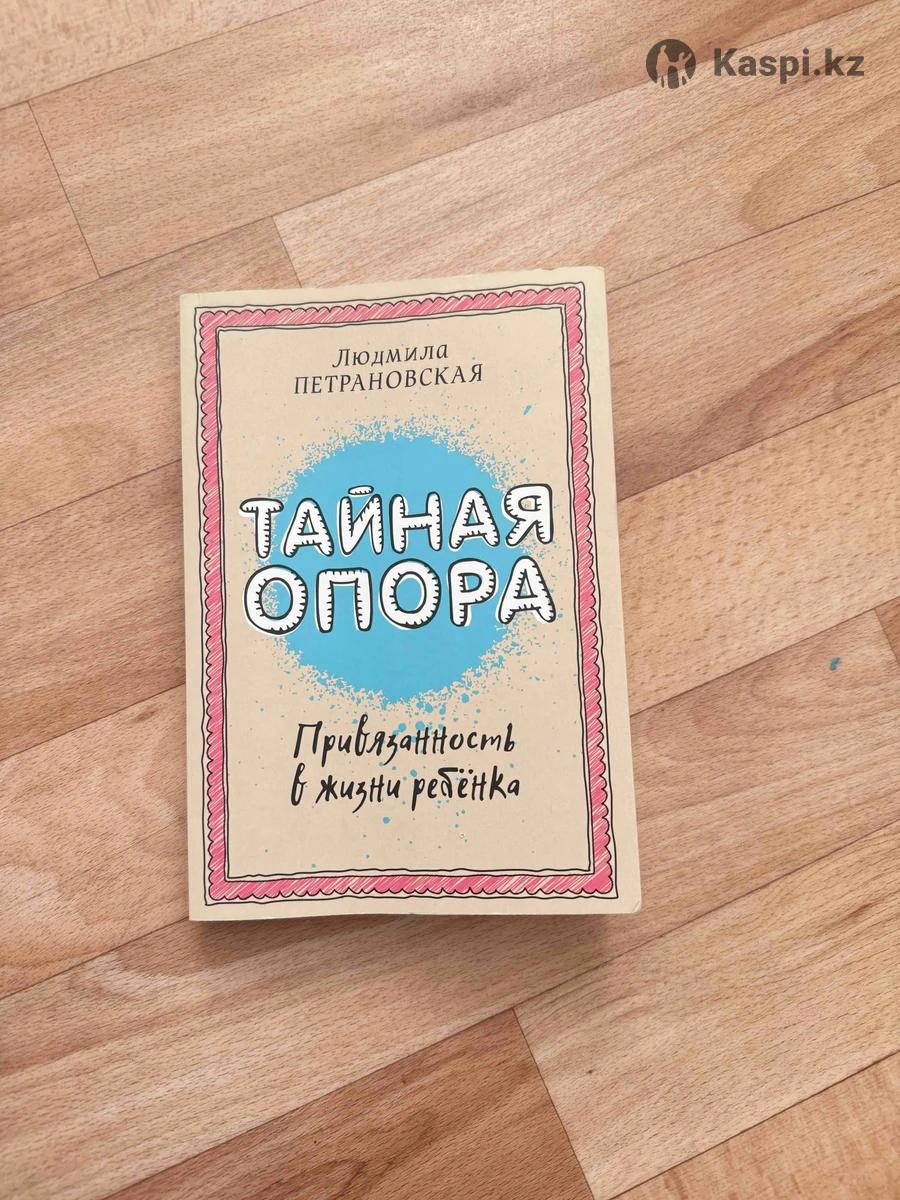 Kaspi.kz
Людмила
ПЕТРАНОВСКАЯ
ТАЙНАЯ
ОПОРА
Привязанность
в жизни ребёнка